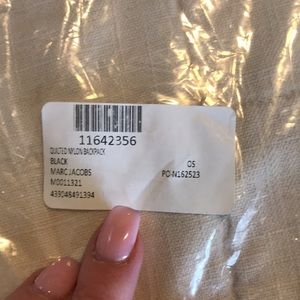 11642356
QUILTED NYLON BACKPACK
BLACK OS
MARC JACOBS PO-N162523
M0011321
439048491394